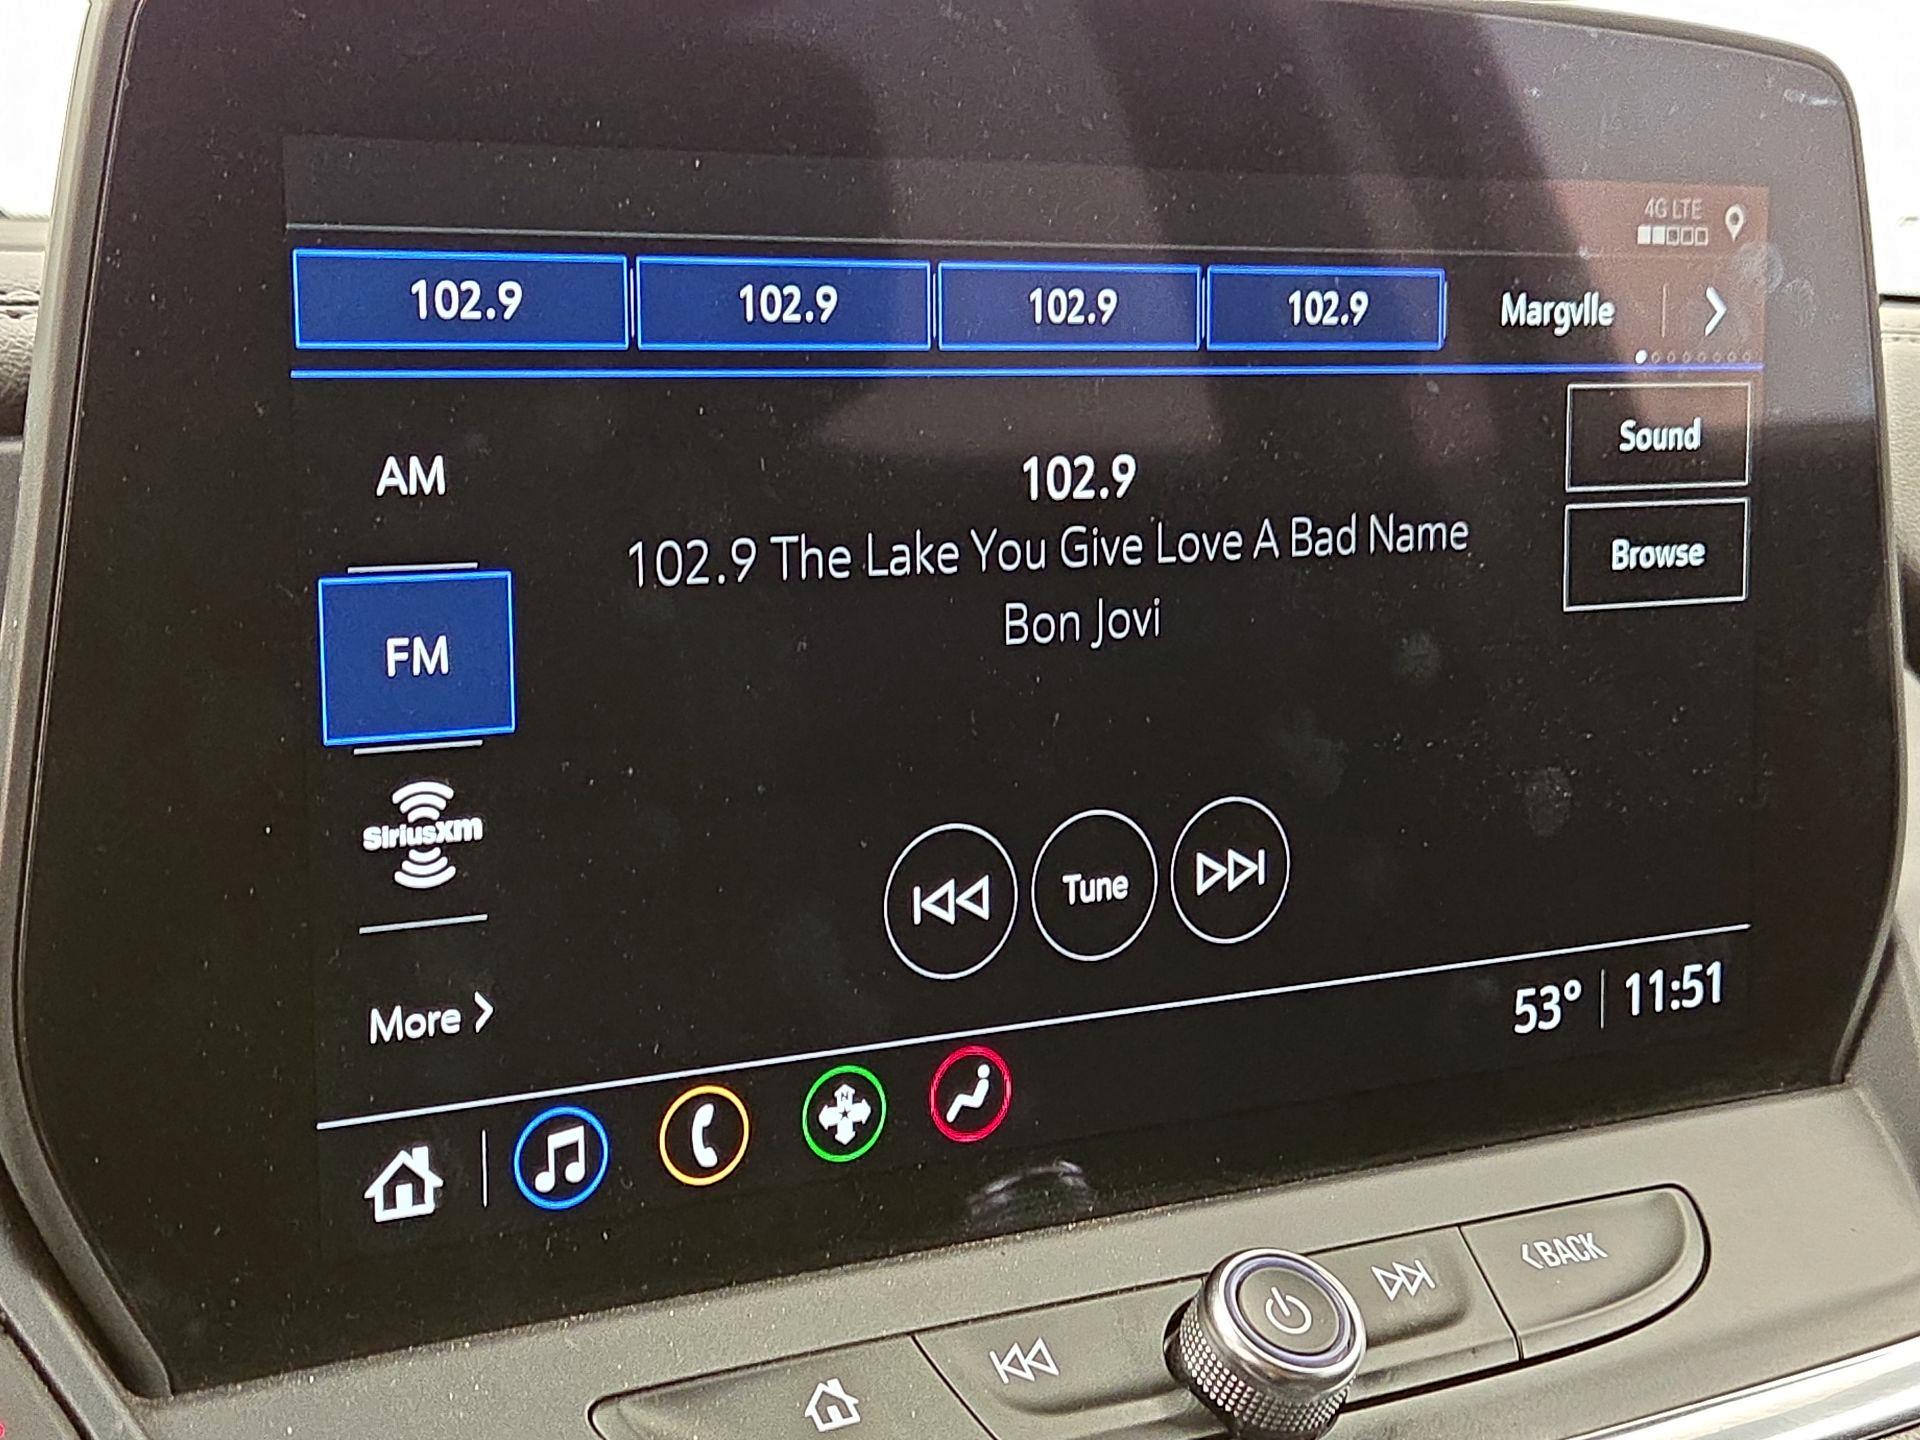 4G LTE
102.9 102.9 102.9 102.9 Margvlle
AM
102.9
Sound
102.9 The Lake You Give Love A Bad Name
Browse
Bon Jovi
FM
SiriusXm
Tune
More
53° 11:51
N
BACK